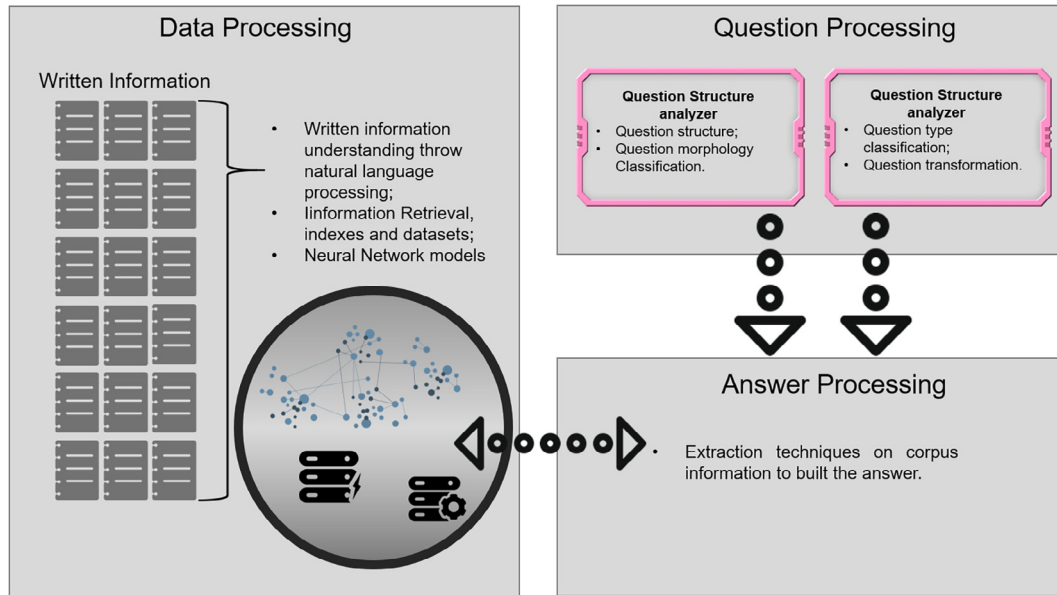 Data Processing
Written Information
• Written information
understanding throw
natural language
processing;
• Iinformation Retrieval,
indexes and datasets;
• Neural Network models
Question Processing
Question Structure
analyzer
• Question structure;
• Question morphology
Classification.
Question Structure
analyzer
• Question type
classification;
• Question transformation.
Answer Processing
• Extraction techniques on corpus
information to built the answer.